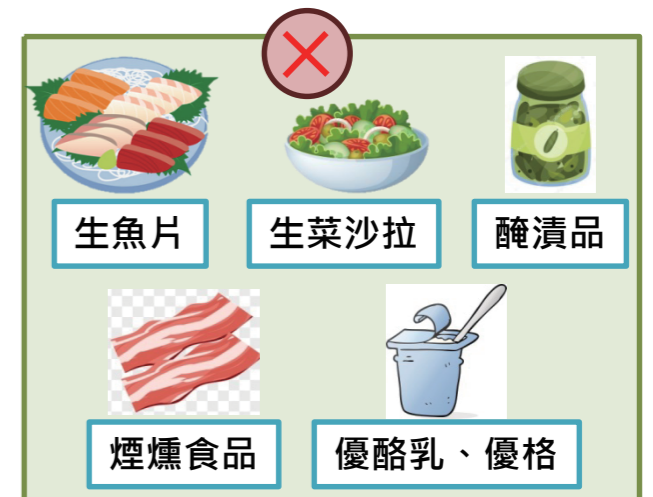 生魚片
生菜沙拉
醃漬品
煙燻食品
優酪乳、優格